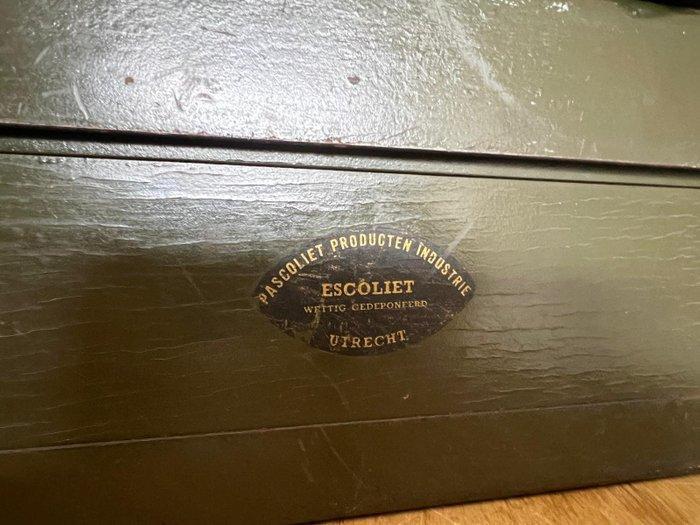 PASCOLIET PRODUCTEN INDUSTRIE
ESCOLIET
WETTIG GEDEPONEERD
UTRECHT